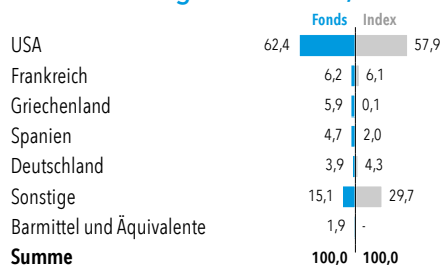 Fonds Index
USA 62,4 57,9
Frankreich 6,2 6,1
Griechenland 5,9 0,1
Spanien 4,7 2,0
Deutschland 3,9 4,3
Sonstige 15,1 29,7
Barmittel und Äquivalente 1,9 -
Summe 100,0 100,0